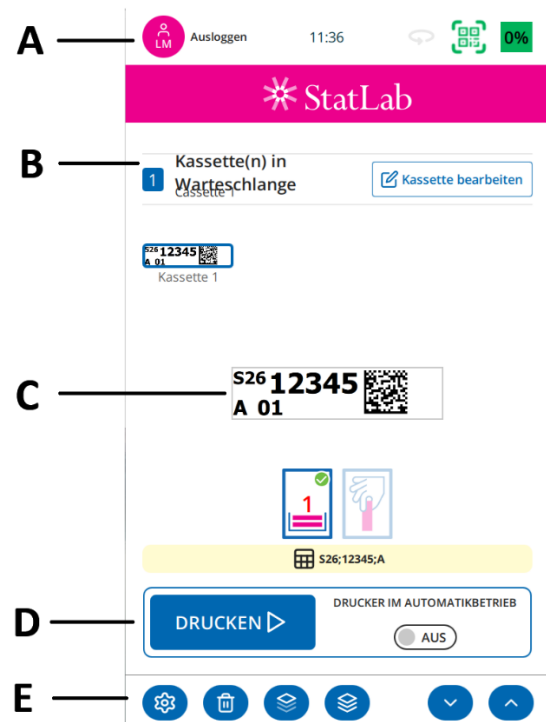 A
LM
Ausloggen
11:36
0%
StatLab
B
1
Kassette(n) in
Warteschlange
Cassette 1
Kassette bearbeiten
S26 12345
A 01
Kassette 1
C
S26 12345
A 01
1
S26;12345;A
D
DRUCKEN
DRUCKER IM AUTOMATIKBETRIEB
AUS
E